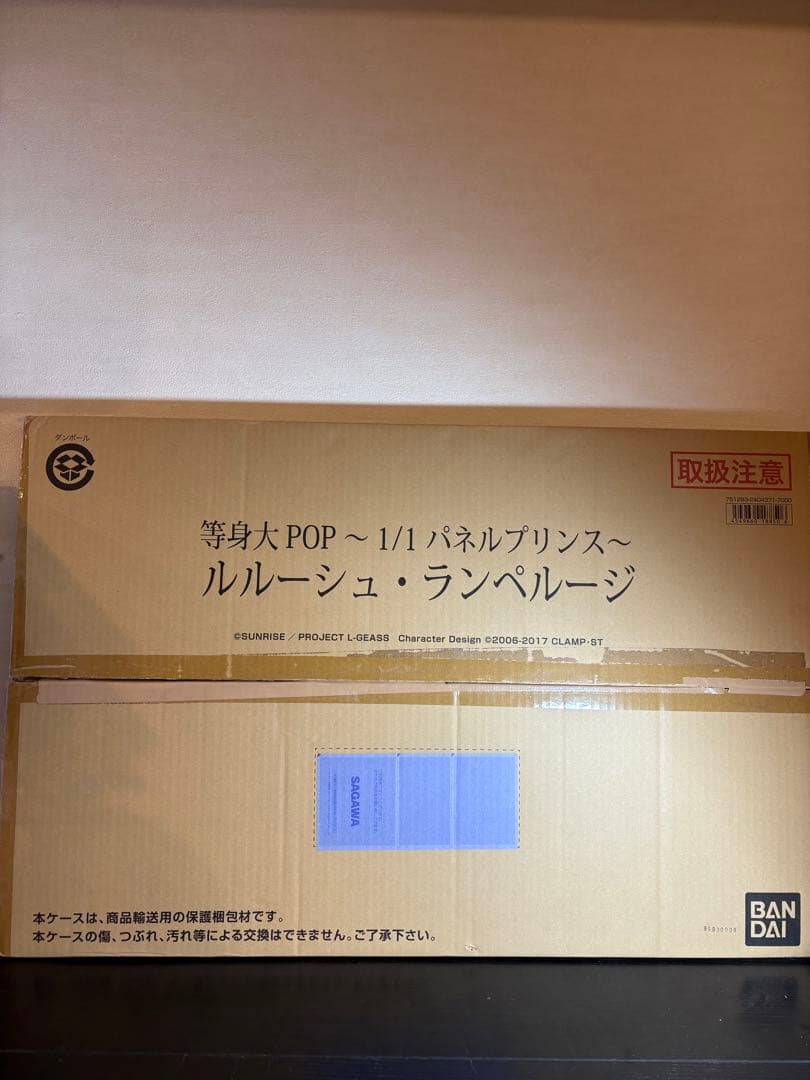 ダンボール
取扱注意
等身大 POP ～ 1/1 パネルプリンス～
ルルーシュ・ランペルージ
©SUNRISE／PROJECT L-GEASS Character Design ©2006-2017 CLAMP・ST
SAGAWA
本ケースは、商品輸送用の保護梱包材です。
本ケースの傷、つぶれ、汚れ等による交換はできません。ご了承下さい。
BAN
DAI